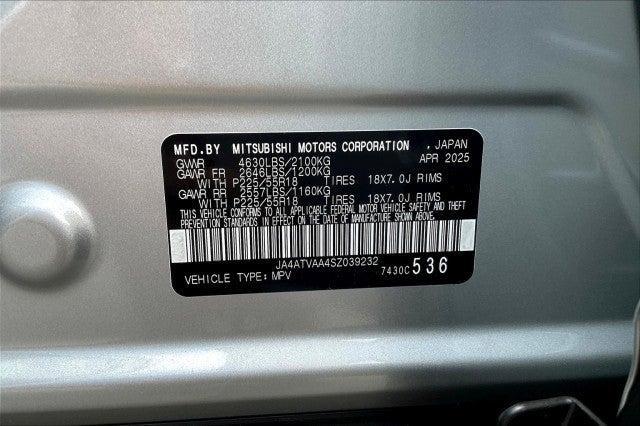 MFD.BY MITSUBISHI MOTORS CORPORATION . JAPAN
GVWR 4630LBS/2100KG APR 2025
GAWR FR 2646LBS/1200KG
WITH P225/55R18 TIRES 18X7.0J RIMS
GAWR RR 2557LBS/1160KG
WITH P225/55R18 TIRES 18X7.0J RIMS
THIS VEHICLE CONFORMS TO ALL APPLICABLE FEDERAL MOTOR VEHICLE SAFETY AND THEFT
PREVENTION STANDARDS IN EFFECT ON THE DATE OF MANUFACTURE SHOWN ABOVE.
JA4ATVAA4SZ039232
VEHICLE TYPE: MPV 7430C 536